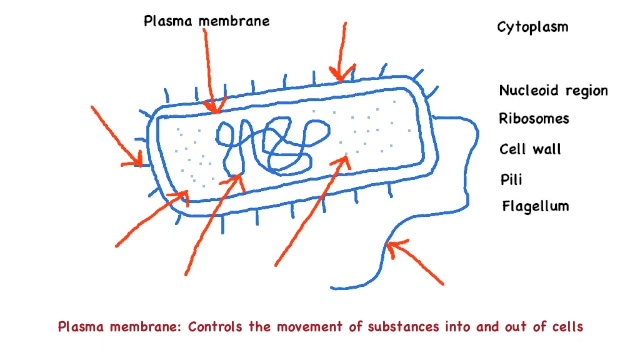 Plasma membrane
Cytoplasm
Nucleoid region
Ribosomes
Cell wall
Pili
Flagellum
Plasma membrane: Controls the movement of substances into and out of cells